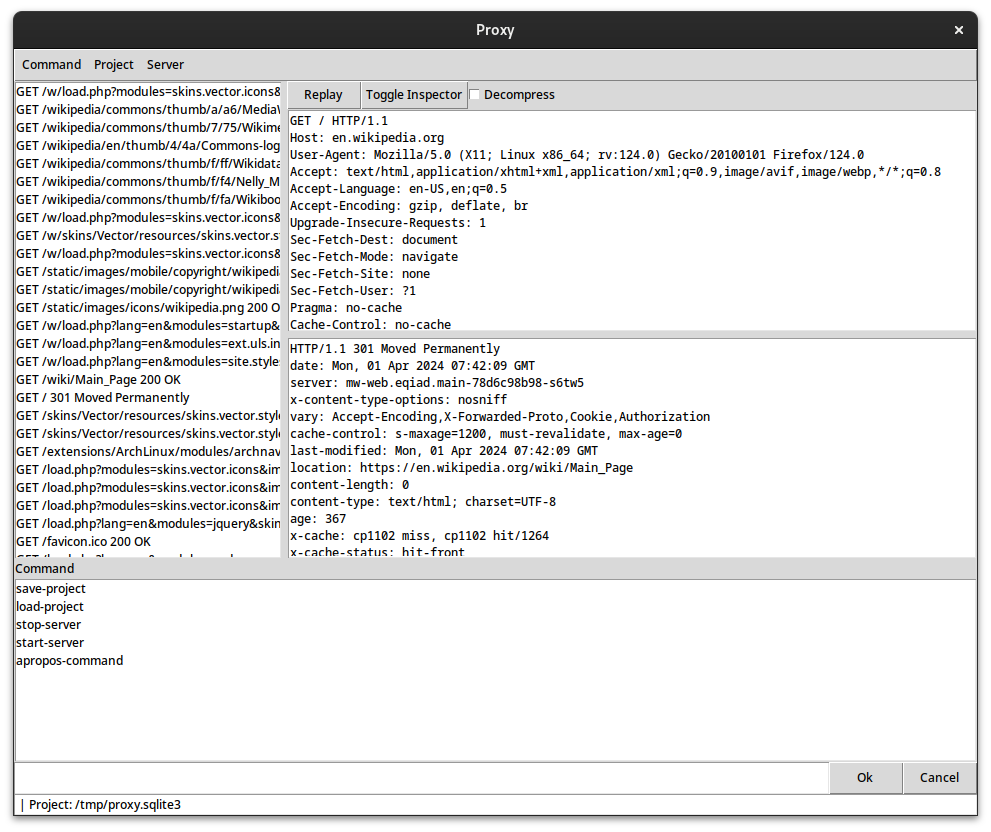 Proxy
Command Project Server
GET /w/load.php?modules=skins.vector.icons&
GET /wikipedia/commons/thumb/a/a6/Media
GET /wikipedia/commons/thumb/7/75/Wikime
GET /wikipedia/en/thumb/4/4a/Commons-log
GET /wikipedia/commons/thumb/f/ff/Wikidata
GET /wikipedia/commons/thumb/f/f4/Nelly_M
GET /wikipedia/commons/thumb/f/fa/Wikiboo
GET /w/load.php?modules=skins.vector.icons&
GET /w/skins/Vector/resources/skins.vector.s
GET /w/load.php?modules=skins.vector.icons&
GET /static/images/mobile/copyright/wikipedi
GET /static/images/mobile/copyright/wikipedi
GET /static/images/icons/wikipedia.png 200 O
GET /w/load.php?lang=en&modules=startup&
GET /w/load.php?lang=en&modules=ext.uls.in
GET /w/load.php?lang=en&modules=site.style
GET /wiki/Main_Page 200 OK
GET / 301 Moved Permanently
GET /skins/Vector/resources/skins.vector.style
GET /skins/Vector/resources/skins.vector.style
GET /extensions/ArchLinux/modules/archnav
GET /load.php?modules=skins.vector.icons&im
GET /load.php?modules=skins.vector.icons&im
GET /load.php?modules=skins.vector.icons&im
GET /load.php?lang=en&modules=jquery&skin
GET /favicon.ico 200 OK
Replay Toggle Inspector Decompress
GET / HTTP/1.1
Host: en.wikipedia.org
User-Agent: Mozilla/5.0 (X11; Linux x86_64; rv:124.0) Gecko/20100101 Firefox/124.0
Accept: text/html,application/xhtml+xml,application/xml;q=0.9,image/avif,image/webp,*/*;q=0.8
Accept-Language: en-US,en;q=0.5
Accept-Encoding: gzip, deflate, br
Upgrade-Insecure-Requests: 1
Sec-Fetch-Dest: document
Sec-Fetch-Mode: navigate
Sec-Fetch-Site: none
Sec-Fetch-User: ?1
Pragma: no-cache
Cache-Control: no-cache
HTTP/1.1 301 Moved Permanently
date: Mon, 01 Apr 2024 07:42:09 GMT
server: mw-web.eqiad.main-78d6c98b98-s6tw5
x-content-type-options: nosniff
vary: Accept-Encoding,X-Forwarded-Proto,Cookie,Authorization
cache-control: s-maxage=1200, must-revalidate, max-age=0
last-modified: Mon, 01 Apr 2024 07:42:09 GMT
location: https://en.wikipedia.org/wiki/Main_Page
content-length: 0
content-type: text/html; charset=UTF-8
age: 367
x-cache: cp1102 miss, cp1102 hit/1264
x-cache-status: hit-front
Command
save-project
load-project
stop-server
start-server
apropos-command
Ok Cancel
| Project: /tmp/proxy.sqlite3